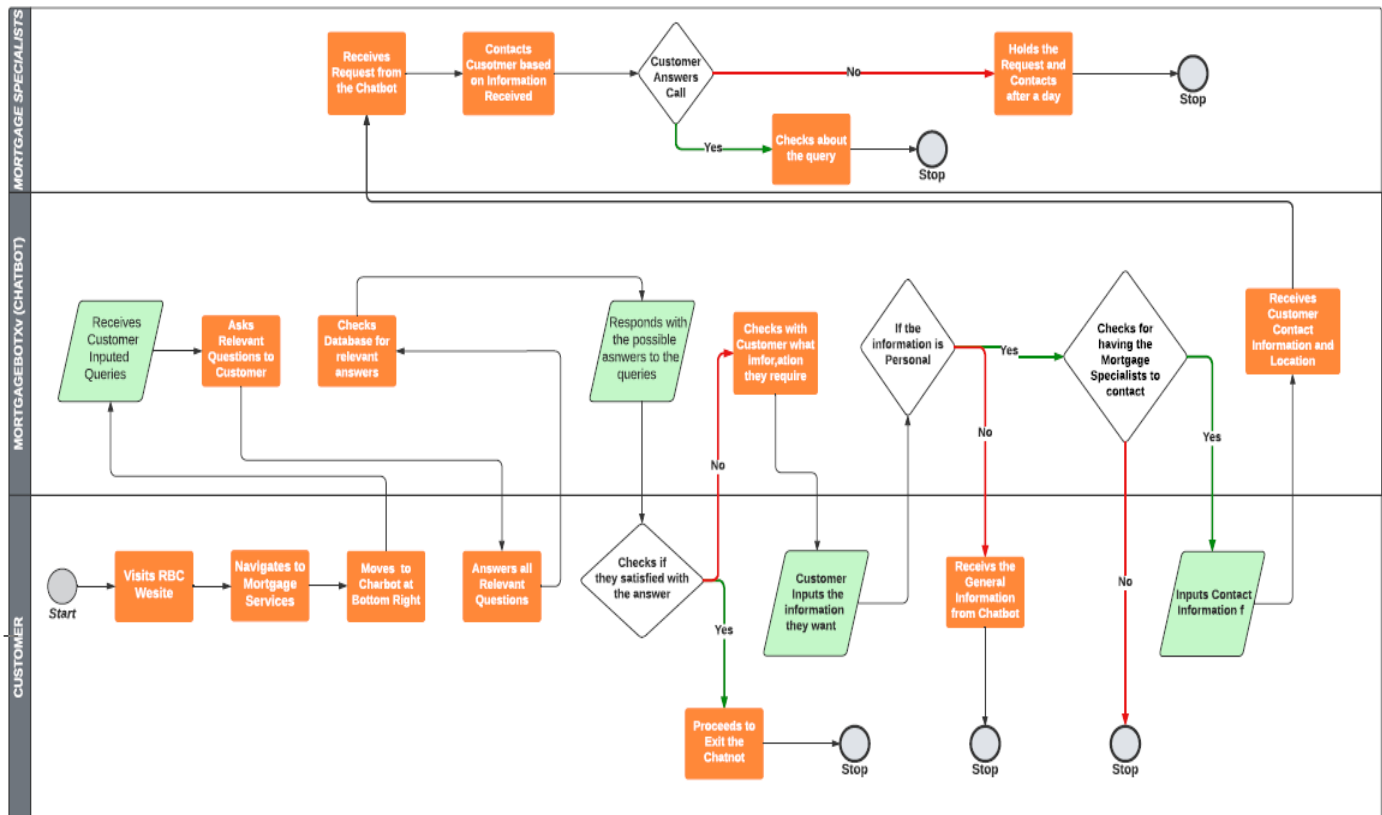 MORTGAGE SPECIALISTS
Receives
Request from
the Chatbot
Contacts
Cusotmer based
on Information
Received
Customer
Answers
Call
No
Holds the
Request and
Contacts
after a day
Stop
Yes
Checks about
the query
Stop
MORTGAGEBOTXv (CHATBOT)
Receives
Customer
Inputed
Queries
Asks
Relevant
Questions to
Customer
Checks
Database for
relevant
answers
Responds with
the possible
asnwers to the
queries
Checks with
Customer what
Imfor,ation
they require
No
If tbe
information is
Personal
Yes
No
Checks for
having the
Mortgage
Specialists to
contact
Yes
No
Receives
Customer
Contact
Information and
Location
CUSTOMER
Start
Visits RBC
Wesite
Navigates to
Mortgage
Services
Moves to
Charbot at
Bottom Right
Answers all
Relevant
Questions
Checks if
they satisfied with
the answer
Yes
Proceeds to
Exit the
Chatnot
Stop
Customer
Inputs the
information
they want
Receivs the
General
Information
from Chatbot
Stop
Stop
Inputs Contact
Information f